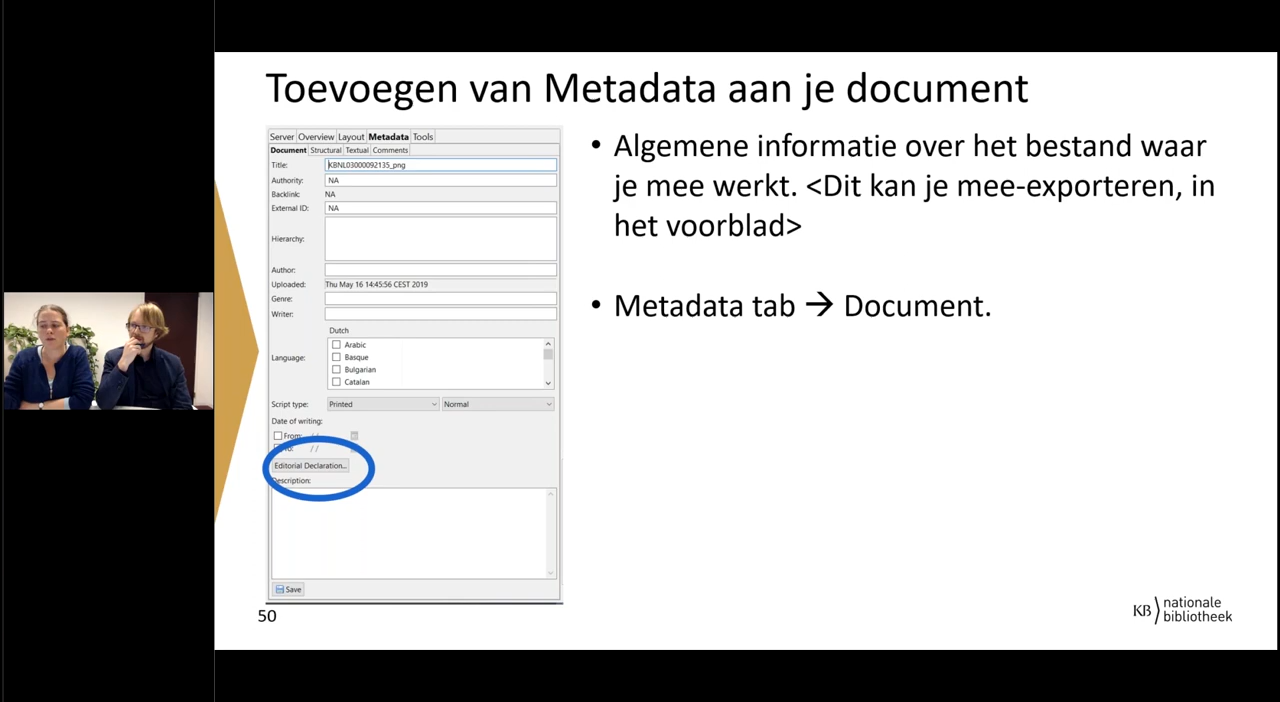 Toevoegen van Metadata aan je document
Server Overview Layout Metadata Tools
Document Structural Textual Comments
Title: KBNL03000092135_png
Authority: NA
Backlink: NA
External ID: NA
Hierarchy:
Author:
Uploaded: Thu May 16 14:45:56 CEST 2019
Genre:
Writer:
Dutch
Language:
Arabic
Basque
Bulgarian
Catalan
Script type: Printed Normal
Date of writing:
From: / /
To: / /
Editorial Declaration...
Description:
Save
• Algemene informatie over het bestand waar
je mee werkt. <Dit kan je mee-exporteren, in
het voorblad>
• Metadata tab → Document.
50
KB nationale
bibliotheek